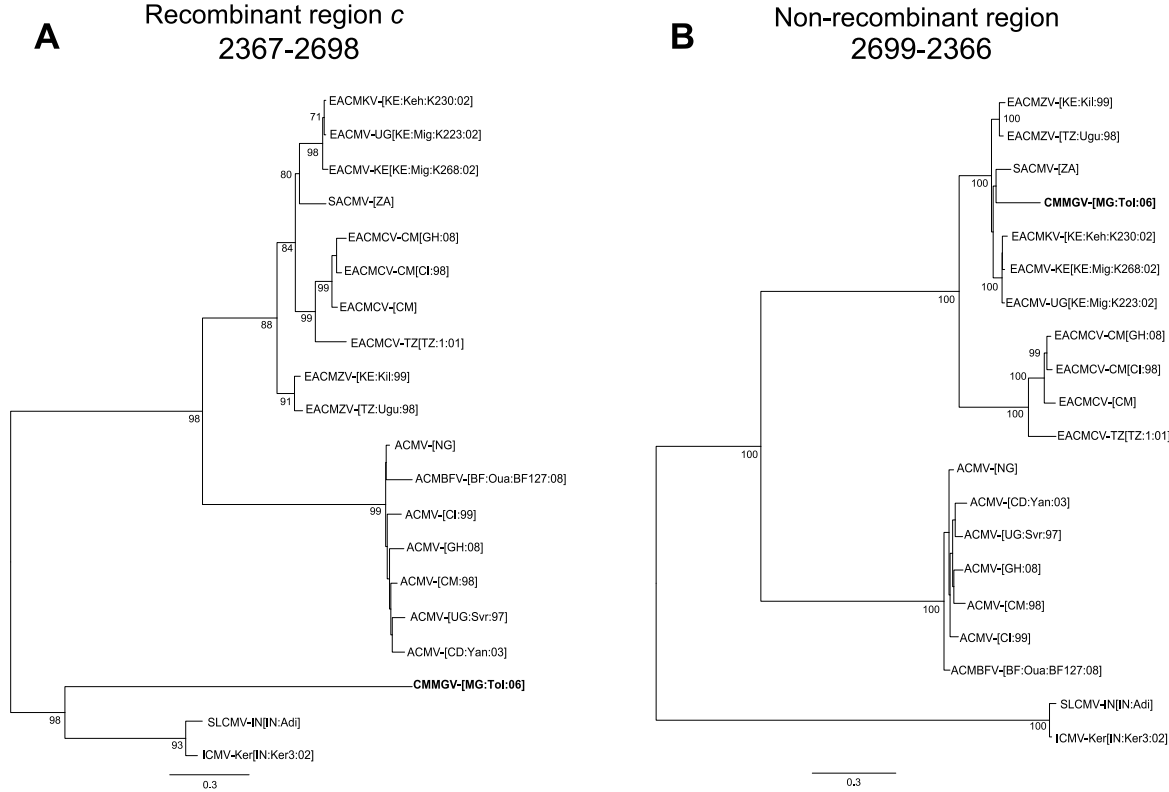 A
Recombinant region c
2367-2698
EACMKV-[KE:Keh:K230:02]
71
EACMV-UG[KE:Mig:K223:02]
98
EACMV-KE[KE:Mig:K268:02]
80
SACMV-[ZA]
84
EACMCV-CM[GH:08]
EACMCV-CM[CI:98]
99
EACMCV-[CM]
99
88
EACMCV-TZ[TZ:1:01]
EACMZV-[KE:Kil:99]
91
EACMZV-[TZ:Ugu:98]
98
ACMV-[NG]
ACMBFV-[BF:Oua:BF127:08]
99
ACMV-[CI:99]
ACMV-[GH:08]
ACMV-[CM:98]
ACMV-[UG:Svr:97]
ACMV-[CD:Yan:03]
CMMGV-[MG:Tol:06]
98
SLCMV-IN[IN:Adi]
93
ICMV-Ker[IN:Ker3:02]
0.3
B
Non-recombinant region
2699-2366
EACMZV-[KE:Kil:99]
100
EACMZV-[TZ:Ugu:98]
SACMV-[ZA]
100
CMMGV-[MG:Tol:06]
EACMKV-[KE:Keh:K230:02]
EACMV-KE[KE:Mig:K268:02]
100
100
EACMV-UG[KE:Mig:K223:02]
EACMCV-CM[GH:08]
99
EACMCV-CM[CI:98]
100
EACMCV-[CM]
100
EACMCV-TZ[TZ:1:01]
100
ACMV-[NG]
ACMV-[CD:Yan:03]
ACMV-[UG:Svr:97]
ACMV-[GH:08]
ACMV-[CM:98]
100
ACMV-[CI:99]
ACMBFV-[BF:Oua:BF127:08]
SLCMV-IN[IN:Adi]
100
ICMV-Ker[IN:Ker3:02]
0.3